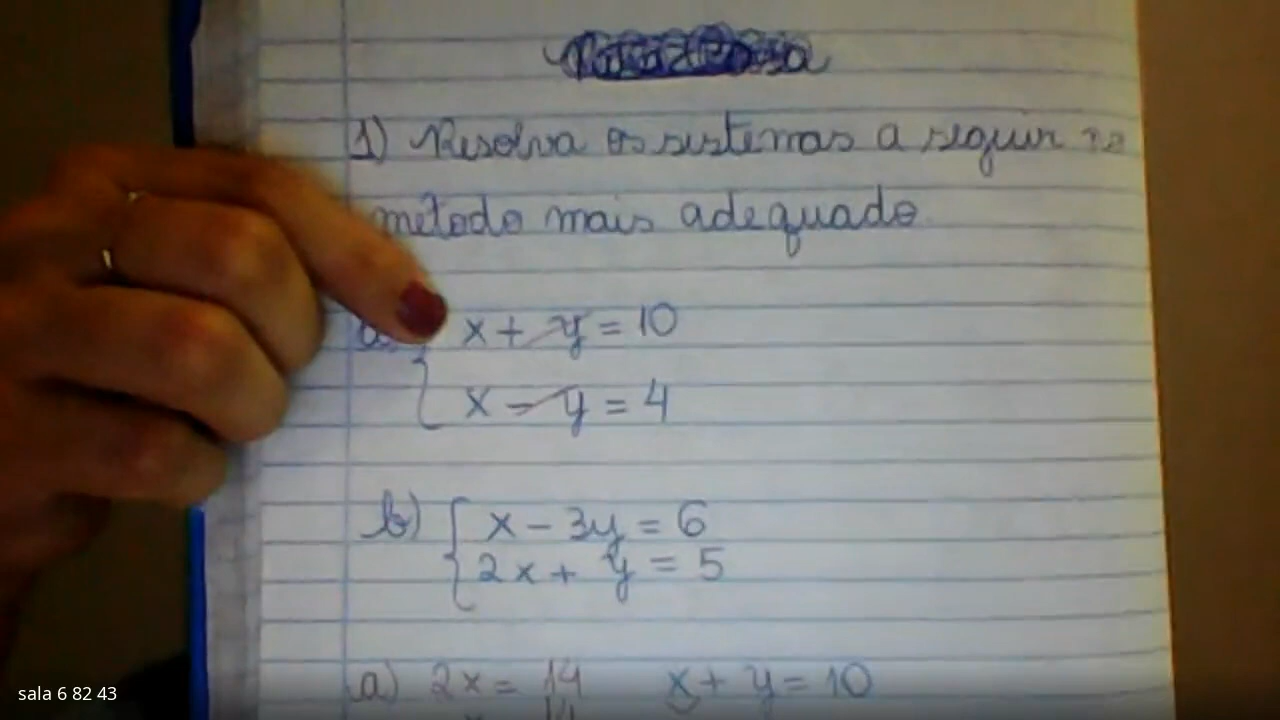 1) Resolva os sistemas a seguir
método mais adequado
x + y = 10
x - y = 4
b) x - 3y = 6
2x + y = 5
a) 2x = 14 x + y = 10
sala 6 82 43